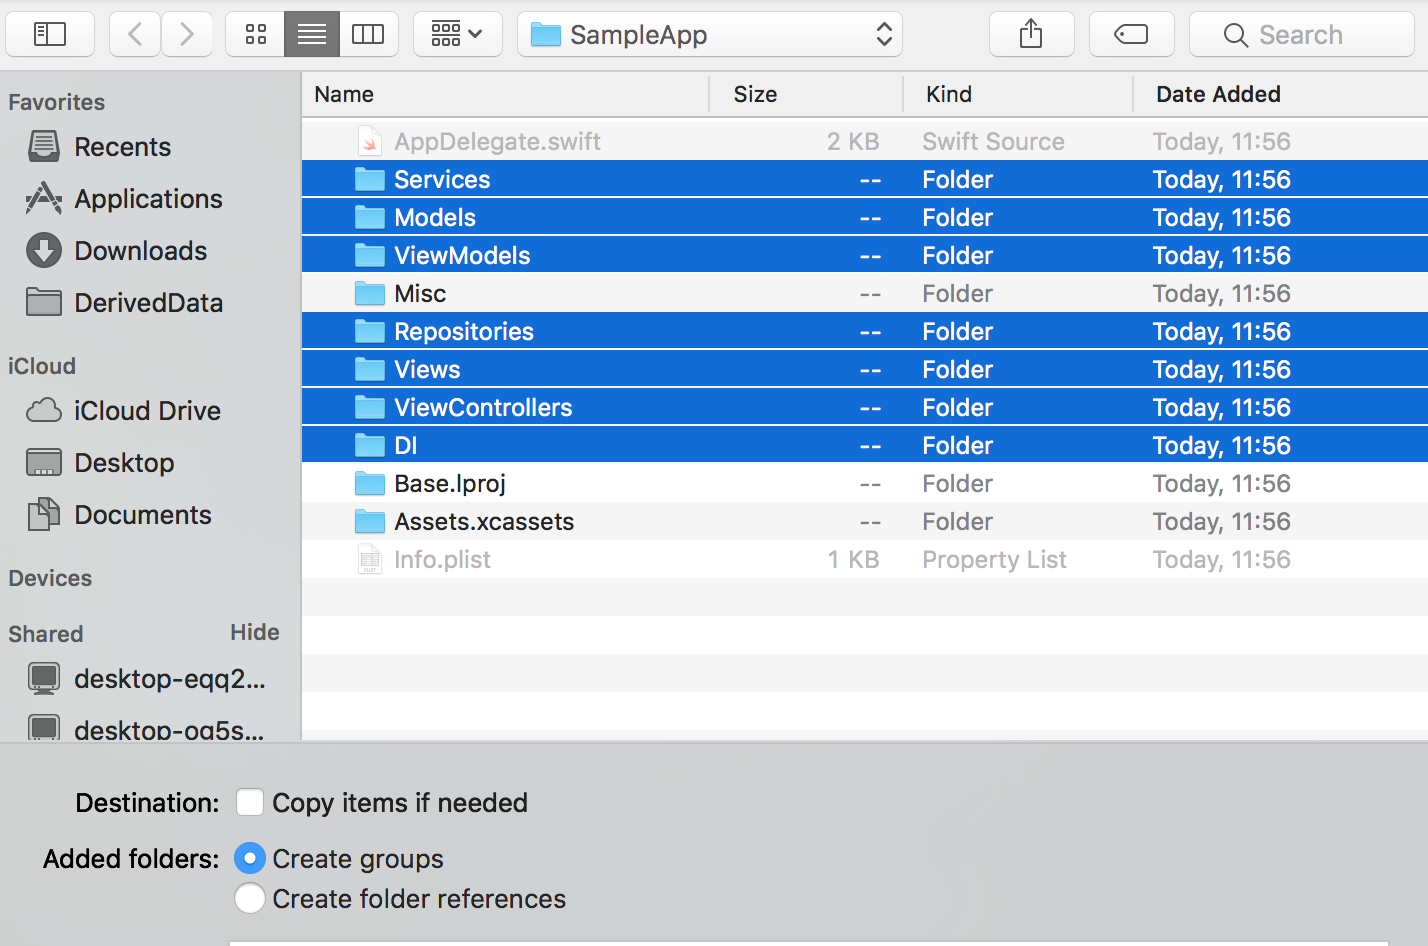 SampleApp
Search
Favorites
Recents
Applications
Downloads
DerivedData
iCloud
iCloud Drive
Desktop
Documents
Devices
Shared Hide
desktop-eqq2...
desktop-og5s...
Name Size Kind Date Added
AppDelegate.swift 2 KB Swift Source Today, 11:56
Services -- Folder Today, 11:56
Models -- Folder Today, 11:56
ViewModels -- Folder Today, 11:56
Misc -- Folder Today, 11:56
Repositories -- Folder Today, 11:56
Views -- Folder Today, 11:56
ViewControllers -- Folder Today, 11:56
DI -- Folder Today, 11:56
Base.lproj -- Folder Today, 11:56
Assets.xcassets -- Folder Today, 11:56
Info.plist 1 KB Property List Today, 11:56
Destination: Copy items if needed
Added folders: Create groups
Create folder references